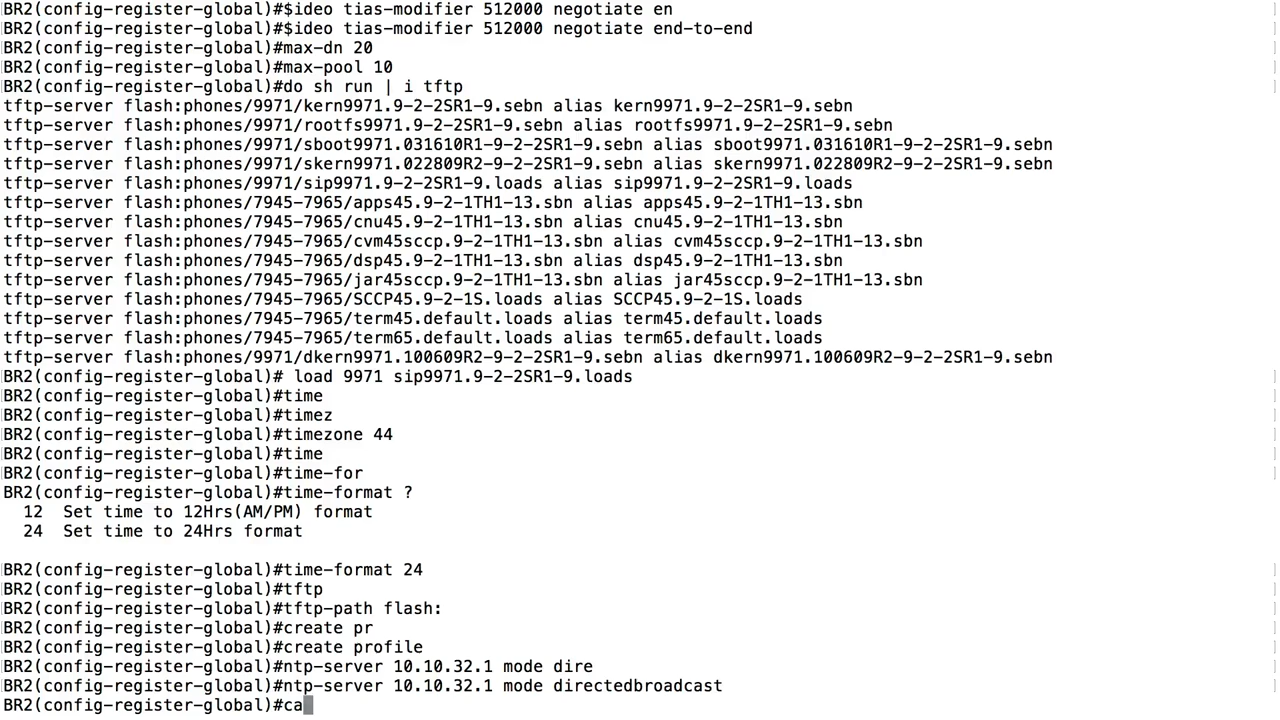 BR2(config-register-global)#$ideo tias-modifier 512000 negotiate en
BR2(config-register-global)#$ideo tias-modifier 512000 negotiate end-to-end
BR2(config-register-global)#max-dn 20
BR2(config-register-global)#max-pool 10
BR2(config-register-global)#do sh run | i tftp
tftp-server flash:phones/9971/kern9971.9-2-2SR1-9.sebn alias kern9971.9-2-2SR1-9.sebn
tftp-server flash:phones/9971/rootfs9971.9-2-2SR1-9.sebn alias rootfs9971.9-2-2SR1-9.sebn
tftp-server flash:phones/9971/sboot9971.031610R1-9-2-2SR1-9.sebn alias sboot9971.031610R1-9-2-2SR1-9.sebn
tftp-server flash:phones/9971/skern9971.022809R2-9-2-2SR1-9.sebn alias skern9971.022809R2-9-2-2SR1-9.sebn
tftp-server flash:phones/9971/sip9971.9-2-2SR1-9.loads alias sip9971.9-2-2SR1-9.loads
tftp-server flash:phones/7945-7965/apps45.9-2-1TH1-13.sbn alias apps45.9-2-1TH1-13.sbn
tftp-server flash:phones/7945-7965/cnu45.9-2-1TH1-13.sbn alias cnu45.9-2-1TH1-13.sbn
tftp-server flash:phones/7945-7965/cvm45sccp.9-2-1TH1-13.sbn alias cvm45sccp.9-2-1TH1-13.sbn
tftp-server flash:phones/7945-7965/dsp45.9-2-1TH1-13.sbn alias dsp45.9-2-1TH1-13.sbn
tftp-server flash:phones/7945-7965/jar45sccp.9-2-1TH1-13.sbn alias jar45sccp.9-2-1TH1-13.sbn
tftp-server flash:phones/7945-7965/SCCP45.9-2-1S.loads alias SCCP45.9-2-1S.loads
tftp-server flash:phones/7945-7965/term45.default.loads alias term45.default.loads
tftp-server flash:phones/7945-7965/term65.default.loads alias term65.default.loads
tftp-server flash:phones/9971/dkern9971.100609R2-9-2-2SR1-9.sebn alias dkern9971.100609R2-9-2-2SR1-9.sebn
BR2(config-register-global)# load 9971 sip9971.9-2-2SR1-9.loads
BR2(config-register-global)#time
BR2(config-register-global)#timez
BR2(config-register-global)#timezone 44
BR2(config-register-global)#time
BR2(config-register-global)#time-for
BR2(config-register-global)#time-format ?
12 Set time to 12Hrs(AM/PM) format
24 Set time to 24Hrs format
BR2(config-register-global)#time-format 24
BR2(config-register-global)#tftp
BR2(config-register-global)#tftp-path flash:
BR2(config-register-global)#create pr
BR2(config-register-global)#create profile
BR2(config-register-global)#ntp-server 10.10.32.1 mode dire
BR2(config-register-global)#ntp-server 10.10.32.1 mode directedbroadcast
BR2(config-register-global)#ca